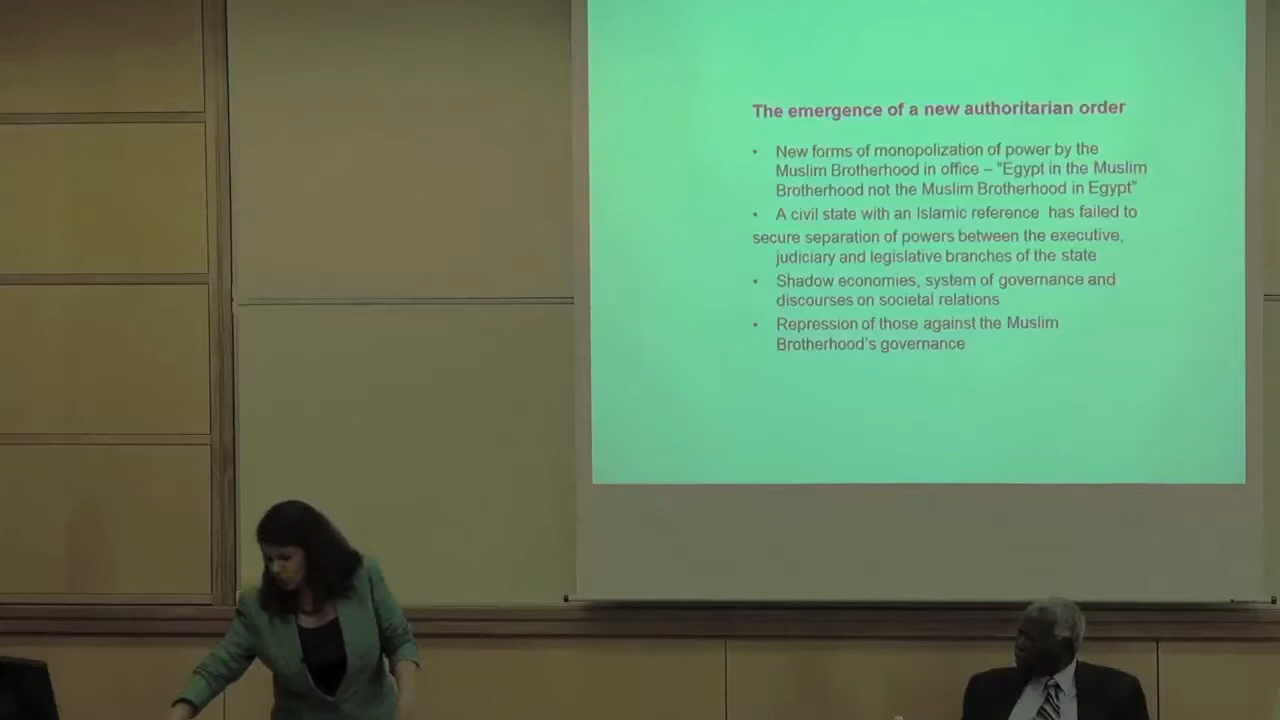 The emergence of a new authoritarian order
• New forms of monopolization of power by the
Muslim Brotherhood in office – "Egypt in the Muslim
Brotherhood not the Muslim Brotherhood in Egypt"
• A civil state with an Islamic reference has failed to
secure separation of powers between the executive,
judiciary and legislative branches of the state
• Shadow economies, system of governance and
discourses on societal relations
• Repression of those against the Muslim
Brotherhood's governance